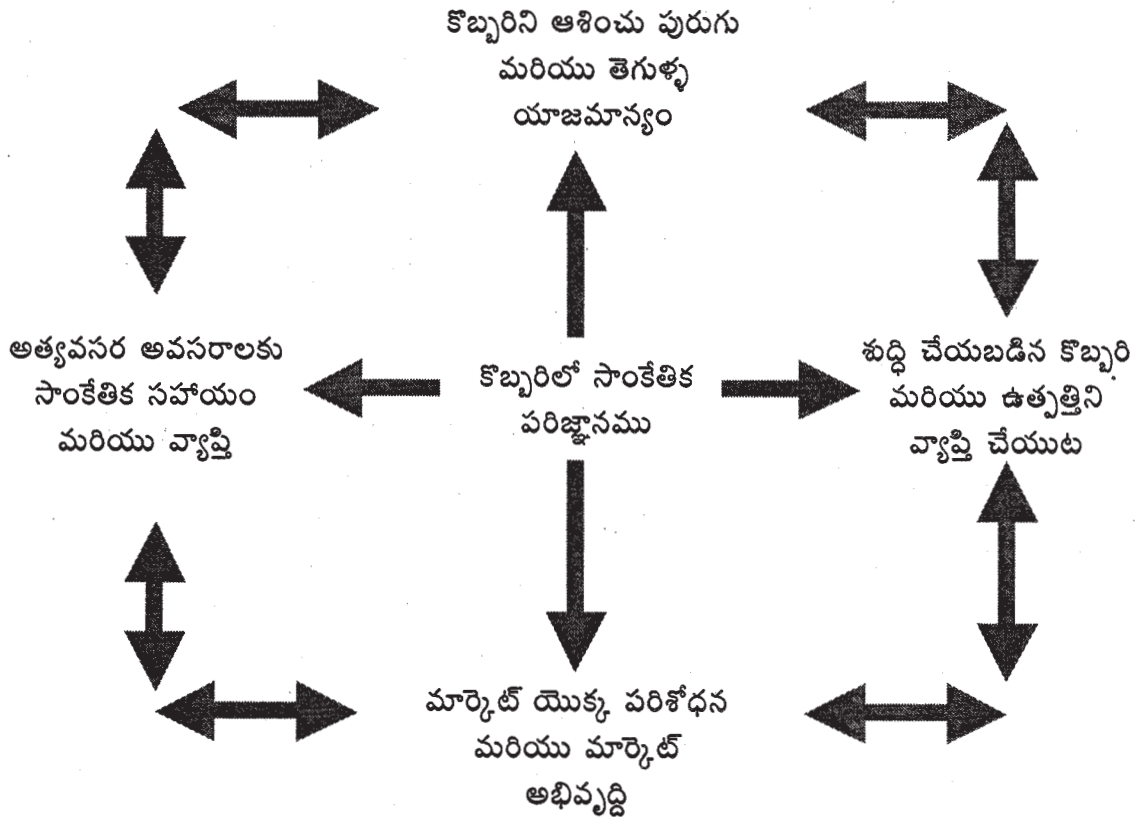 కొబ్బరిని ఆశించు పురుగు
మరియు తెగుళ్ళ
యాజమాన్యం
అత్యవసర అవసరాలకు
సాంకేతిక సహాయం
మరియు వ్యాప్తి
కొబ్బరిలో సాంకేతిక
పరిజ్ఞానము
శుద్ధి చేయబడిన కొబ్బరి
మరియు ఉత్పత్తిని
వ్యాప్తి చేయుట
మార్కెట్ యొక్క పరిశోధన
మరియు మార్కెట్
అభివృద్ది